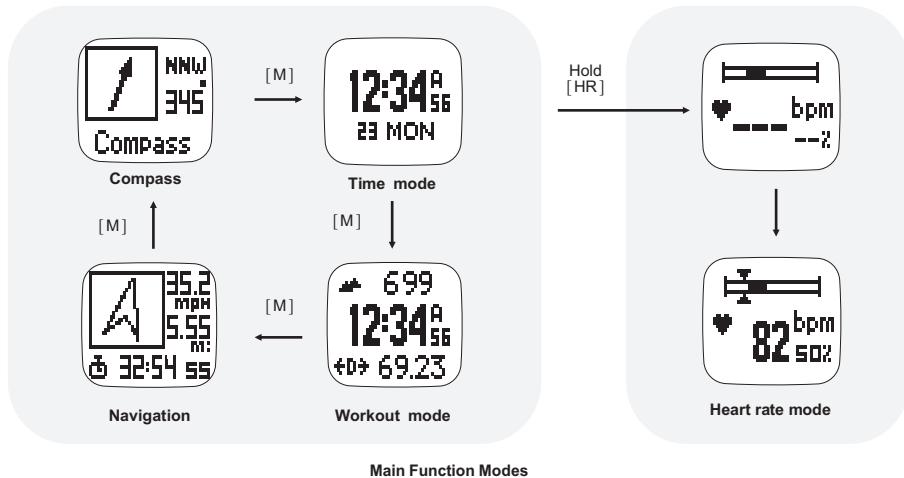 NNW
345°
Compass
Compass
[M]
12:34 A 56
23 MON
Time mode
Hold
[HR]
bpm
--%
[M]
[M]
35.2
mph
5.55
mi
32:54 55
Navigation
[M]
699
12:34 A 56
←D→ 69.23
Workout mode
82 bpm
50%
Heart rate mode
Main Function Modes